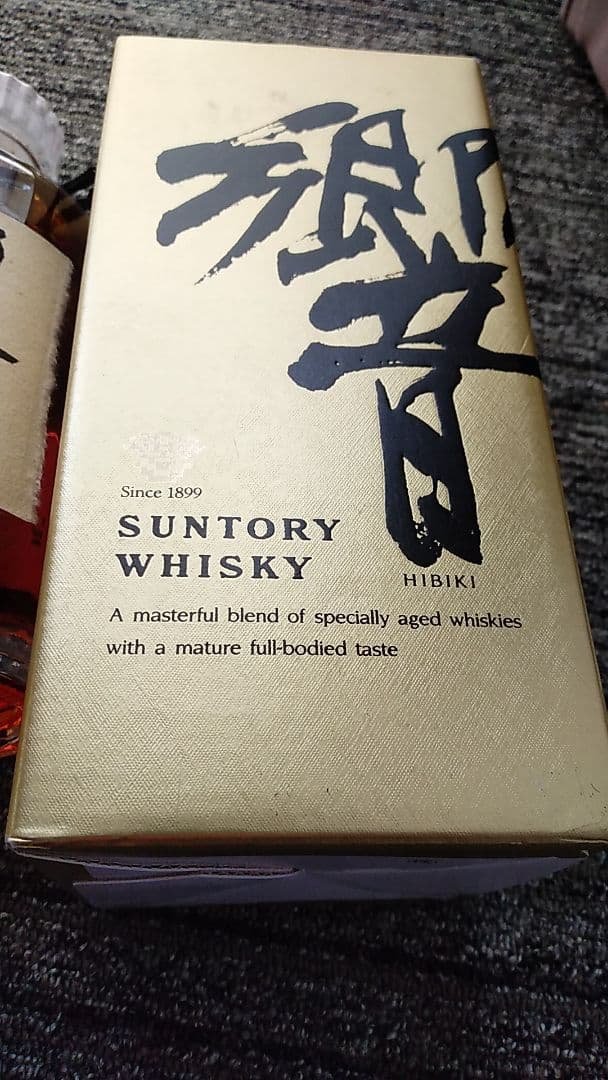 響
Since 1899
SUNTORY
WHISKY
HIBIKI
A masterful blend of specially aged whiskies
with a mature full-bodied taste